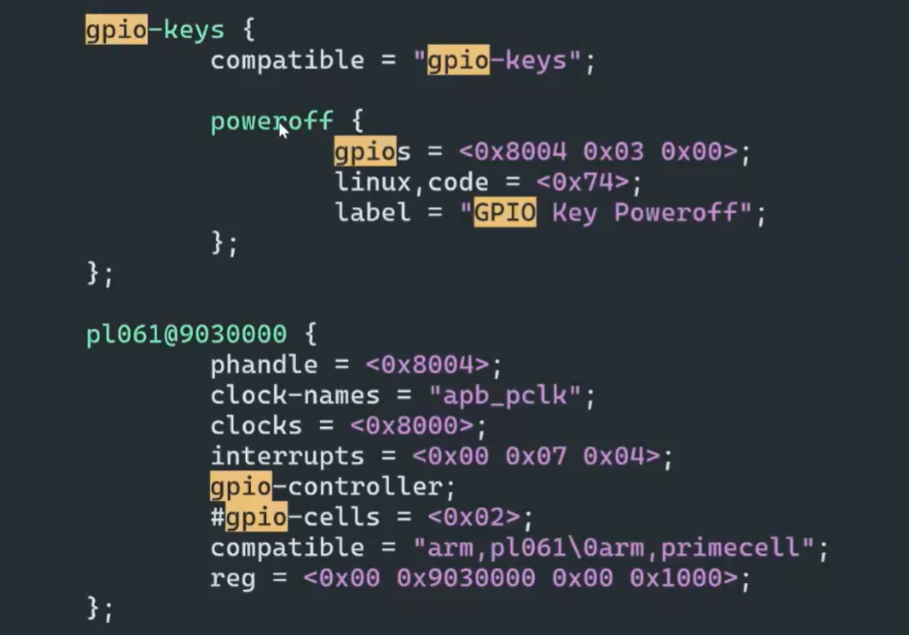 gpio-keys {
compatible = "gpio-keys";
poweroff {
gpios = <0x8004 0x03 0x00>;
linux,code = <0x74>;
label = "GPIO Key Poweroff";
};
};
pl061@9030000 {
phandle = <0x8004>;
clock-names = "apb_pclk";
clocks = <0x8000>;
interrupts = <0x00 0x07 0x04>;
gpio-controller;
#gpio-cells = <0x02>;
compatible = "arm,pl061\0arm,primecell";
reg = <0x00 0x9030000 0x00 0x1000>;
};